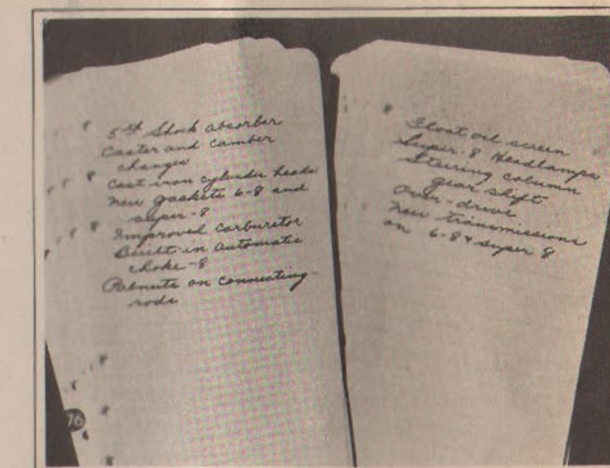 5th Shock absorber
Caster and camber
changes
Cast iron cylinder heads
New gaskets 6-8 and
super-8
Improved carburetor
Built in automatic
choke-8
Palnuts on connecting
rods
76
Float oil screen
Super-8 Headlamps
Steering column
gear shift
Over-drive
New transmissions
on 6-8 & super 8